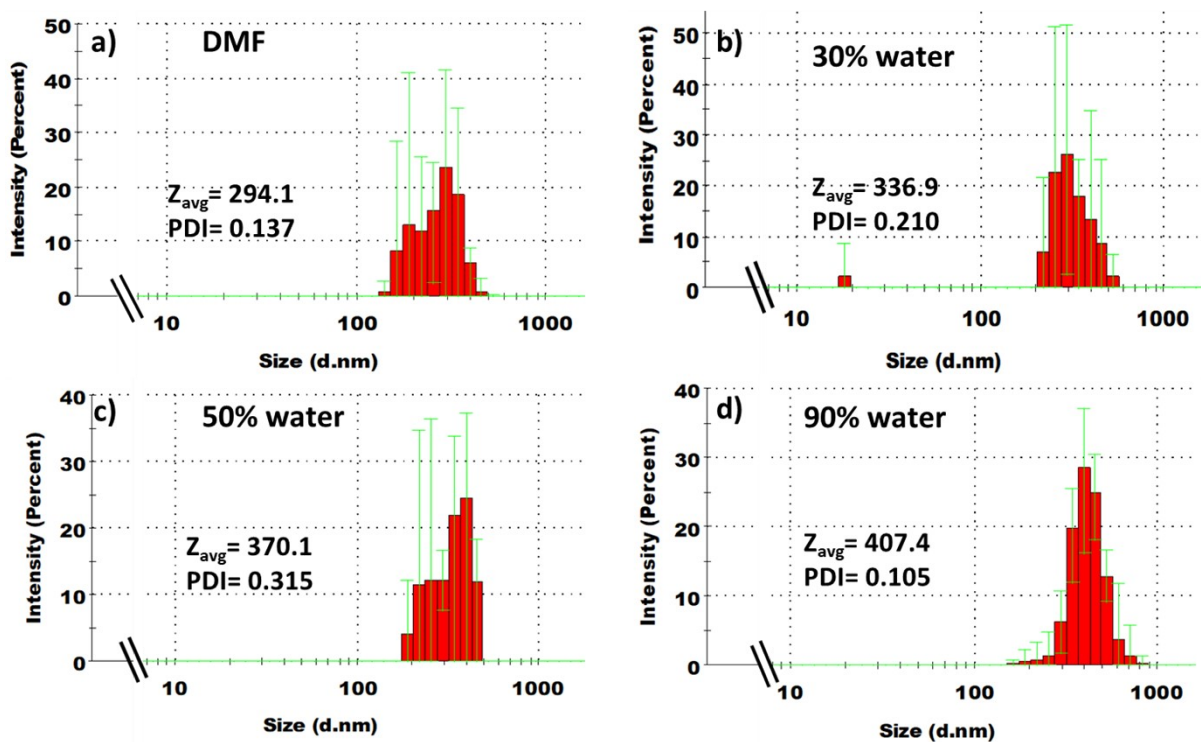 a)
DMF
Intensity (Percent)
50
40
30
20
10
0
Z_avg= 294.1
PDI= 0.137
10
100
1000
Size (d.nm)
b)
30% water
Intensity (Percent)
50
40
30
20
10
0
Z_avg= 336.9
PDI= 0.210
10
100
1000
Size (d.nm)
c)
50% water
Intensity (Percent)
40
30
20
10
0
Z_avg= 370.1
PDI= 0.315
10
100
1000
Size (d.nm)
d)
90% water
Intensity (Percent)
40
30
20
10
0
Z_avg= 407.4
PDI= 0.105
10
100
1000
Size (d.nm)